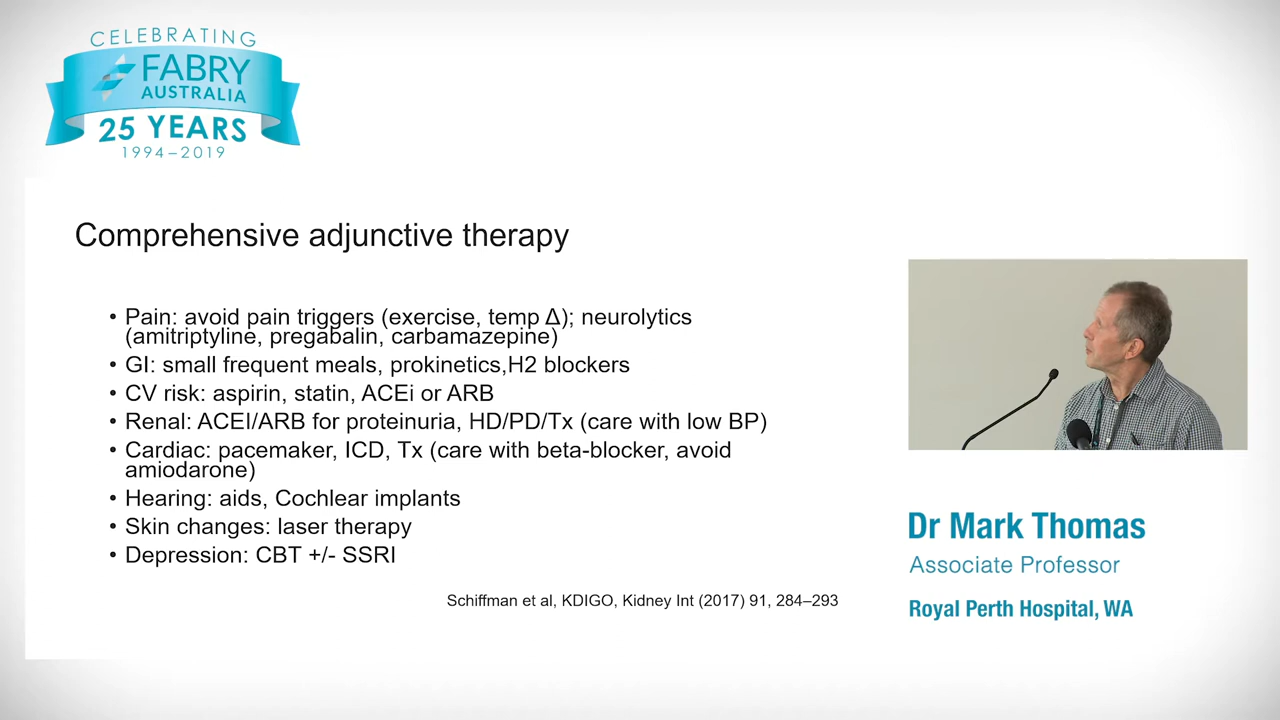 CELEBRATING
FABRY
AUSTRALIA
25 YEARS
1994–2019
Comprehensive adjunctive therapy
• Pain: avoid pain triggers (exercise, temp Δ); neurolytics
(amitriptyline, pregabalin, carbamazepine)
• GI: small frequent meals, prokinetics,H2 blockers
• CV risk: aspirin, statin, ACEi or ARB
• Renal: ACEI/ARB for proteinuria, HD/PD/Tx (care with low BP)
• Cardiac: pacemaker, ICD, Tx (care with beta-blocker, avoid
amiodarone)
• Hearing: aids, Cochlear implants
• Skin changes: laser therapy
• Depression: CBT +/- SSRI
Schiffman et al, KDIGO, Kidney Int (2017) 91, 284–293
Dr Mark Thomas
Associate Professor
Royal Perth Hospital, WA